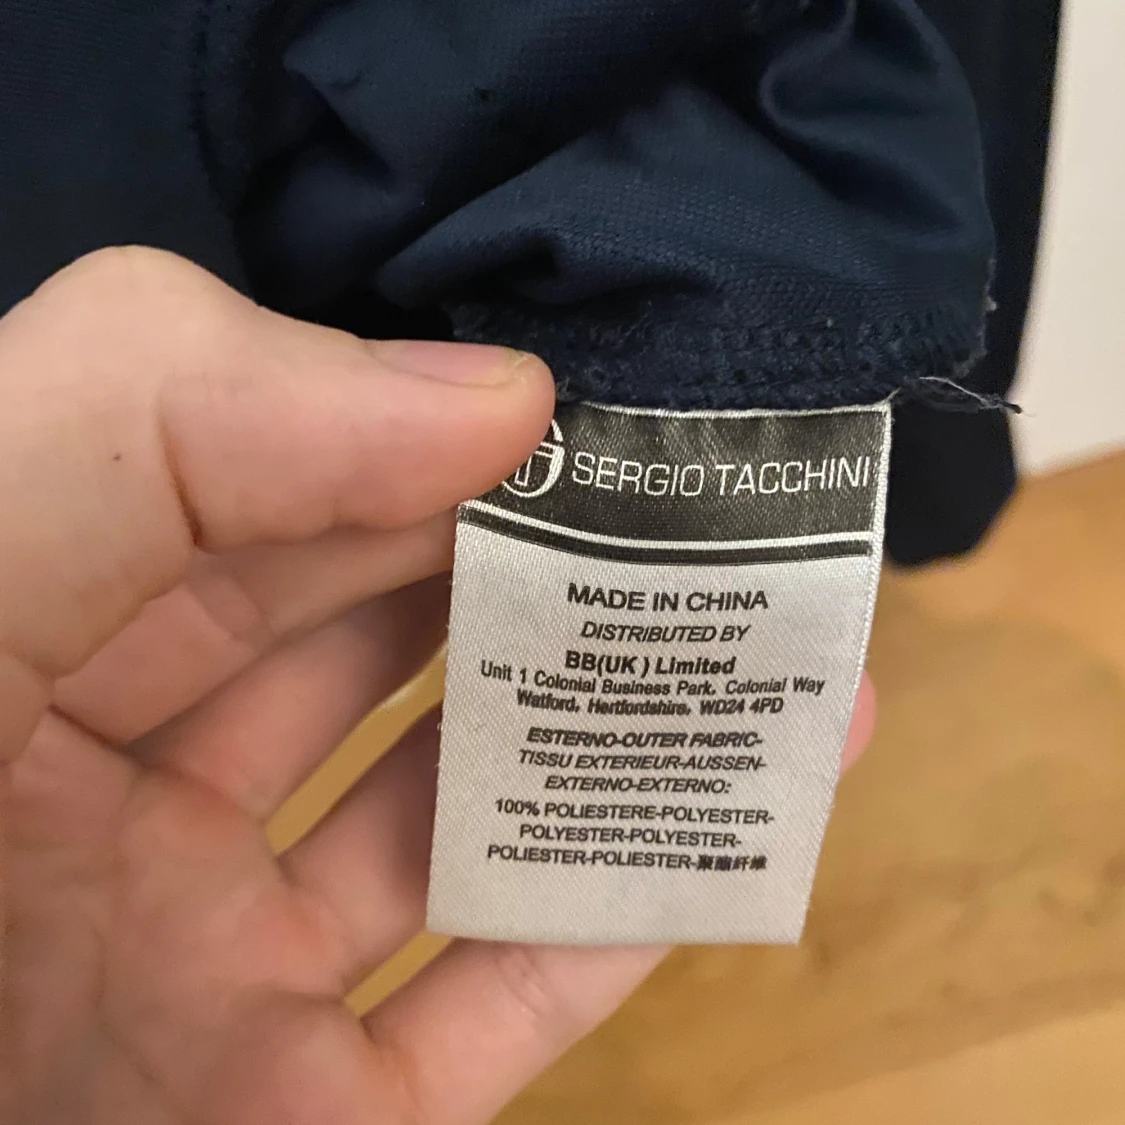 SERGIO TACCHINI
MADE IN CHINA
DISTRIBUTED BY
BB(UK ) Limited
Unit 1 Colonial Business Park, Colonial Way
Watford, Hertfordshire, WD24 4PD
ESTERNO-OUTER FABRIC-
TISSU EXTERIEUR-AUSSEN-
EXTERNO-EXTERNO:
100% POLIESTERE-POLYESTER-
POLYESTER-POLYESTER-
POLIESTER-POLIESTER-聚酯纤维